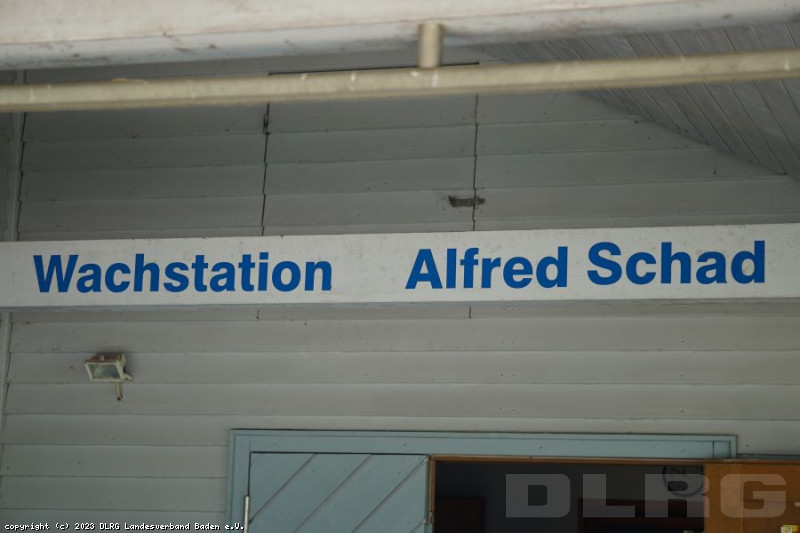 Wachstation Alfred Schad
DLRG
copyright (c) 2023 DLRG Landesverband Baden e.V.